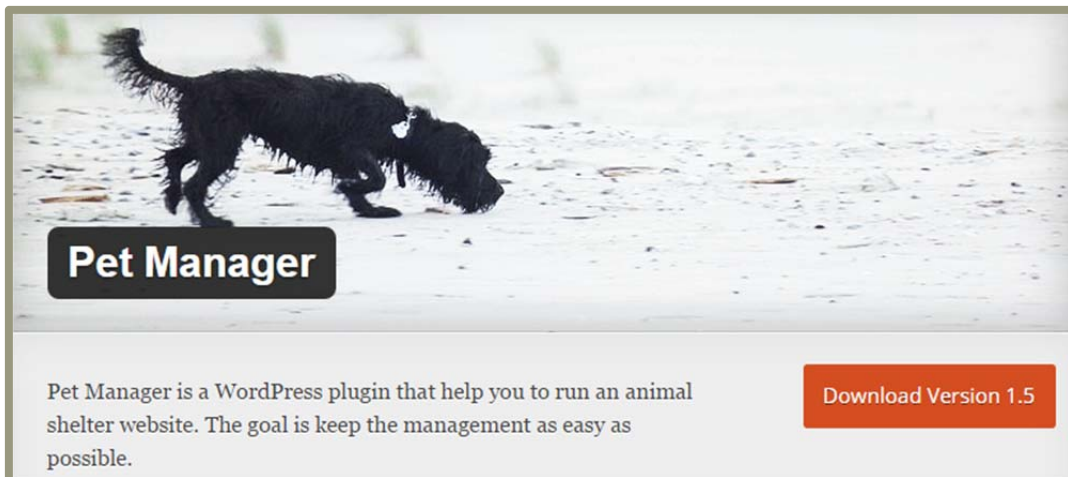 Pet Manager
Pet Manager is a WordPress plugin that help you to run an animal
shelter website. The goal is keep the management as easy as
possible.
Download Version 1.5